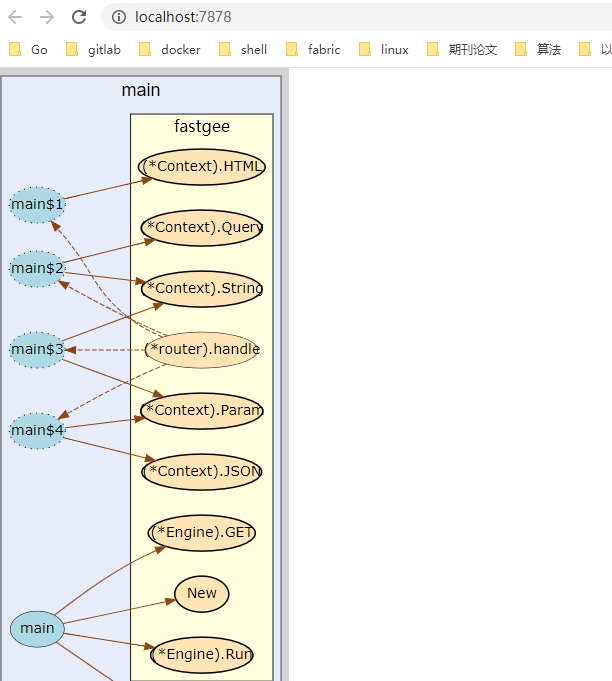 localhost:7878
Go gitlab docker shell fabric linux 期刊论文 算法 以
main
fastgee
(*Context).HTML
main$1
(*Context).Query
main$2
(*Context).String
main$3
(*router).handle
(*Context).Param
main$4
(*Context).JSON
(*Engine).GET
New
main
(*Engine).Run